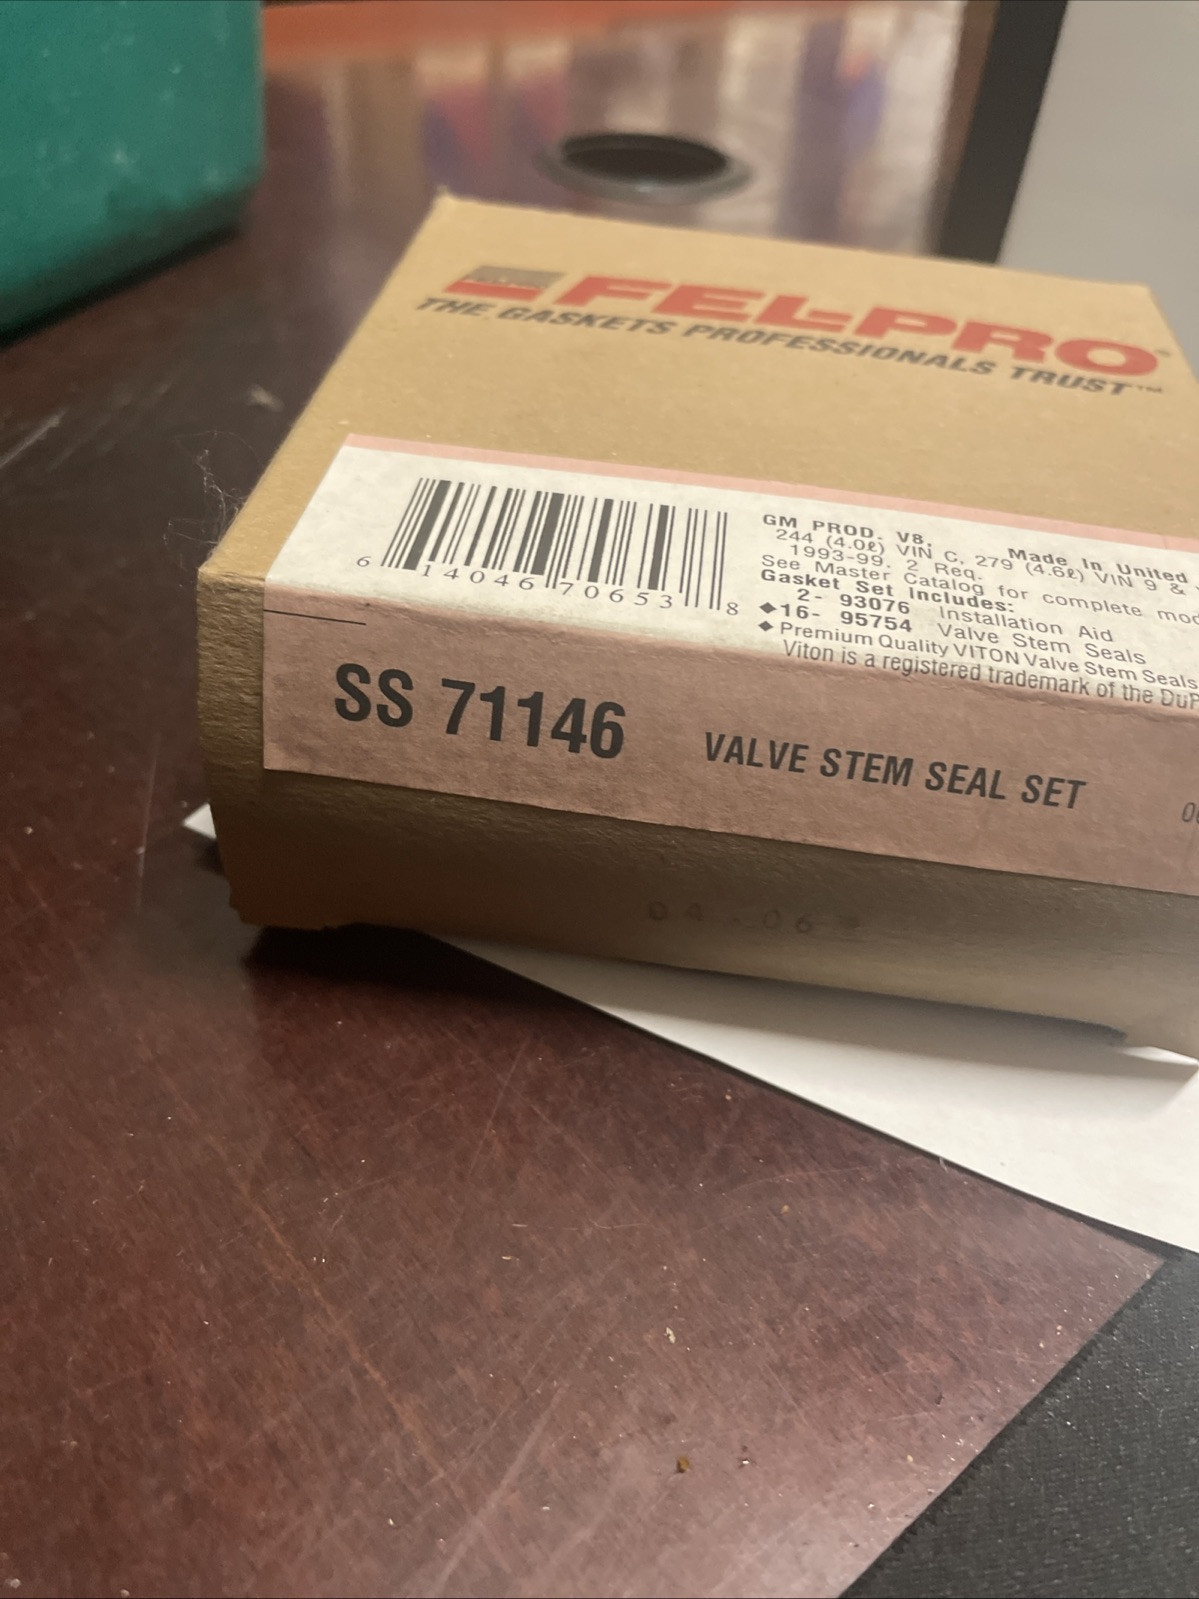 FEL-PRO®
THE GASKETS PROFESSIONALS TRUST™
6 14046 70653 8
GM PROD. V8, Made In United
244 (4.0ℓ) VIN C, 279 (4.6ℓ) VIN 9 &
1993-99. 2 Req.
See Master Catalog for complete
Gasket Set Includes:
2- 93076 Installation Aid
◆16- 95754 Valve Stem Seals
◆ Premium Quality VITON Valve Stem Seals
Viton is a registered trademark of the
SS 71146 VALVE STEM SEAL SET